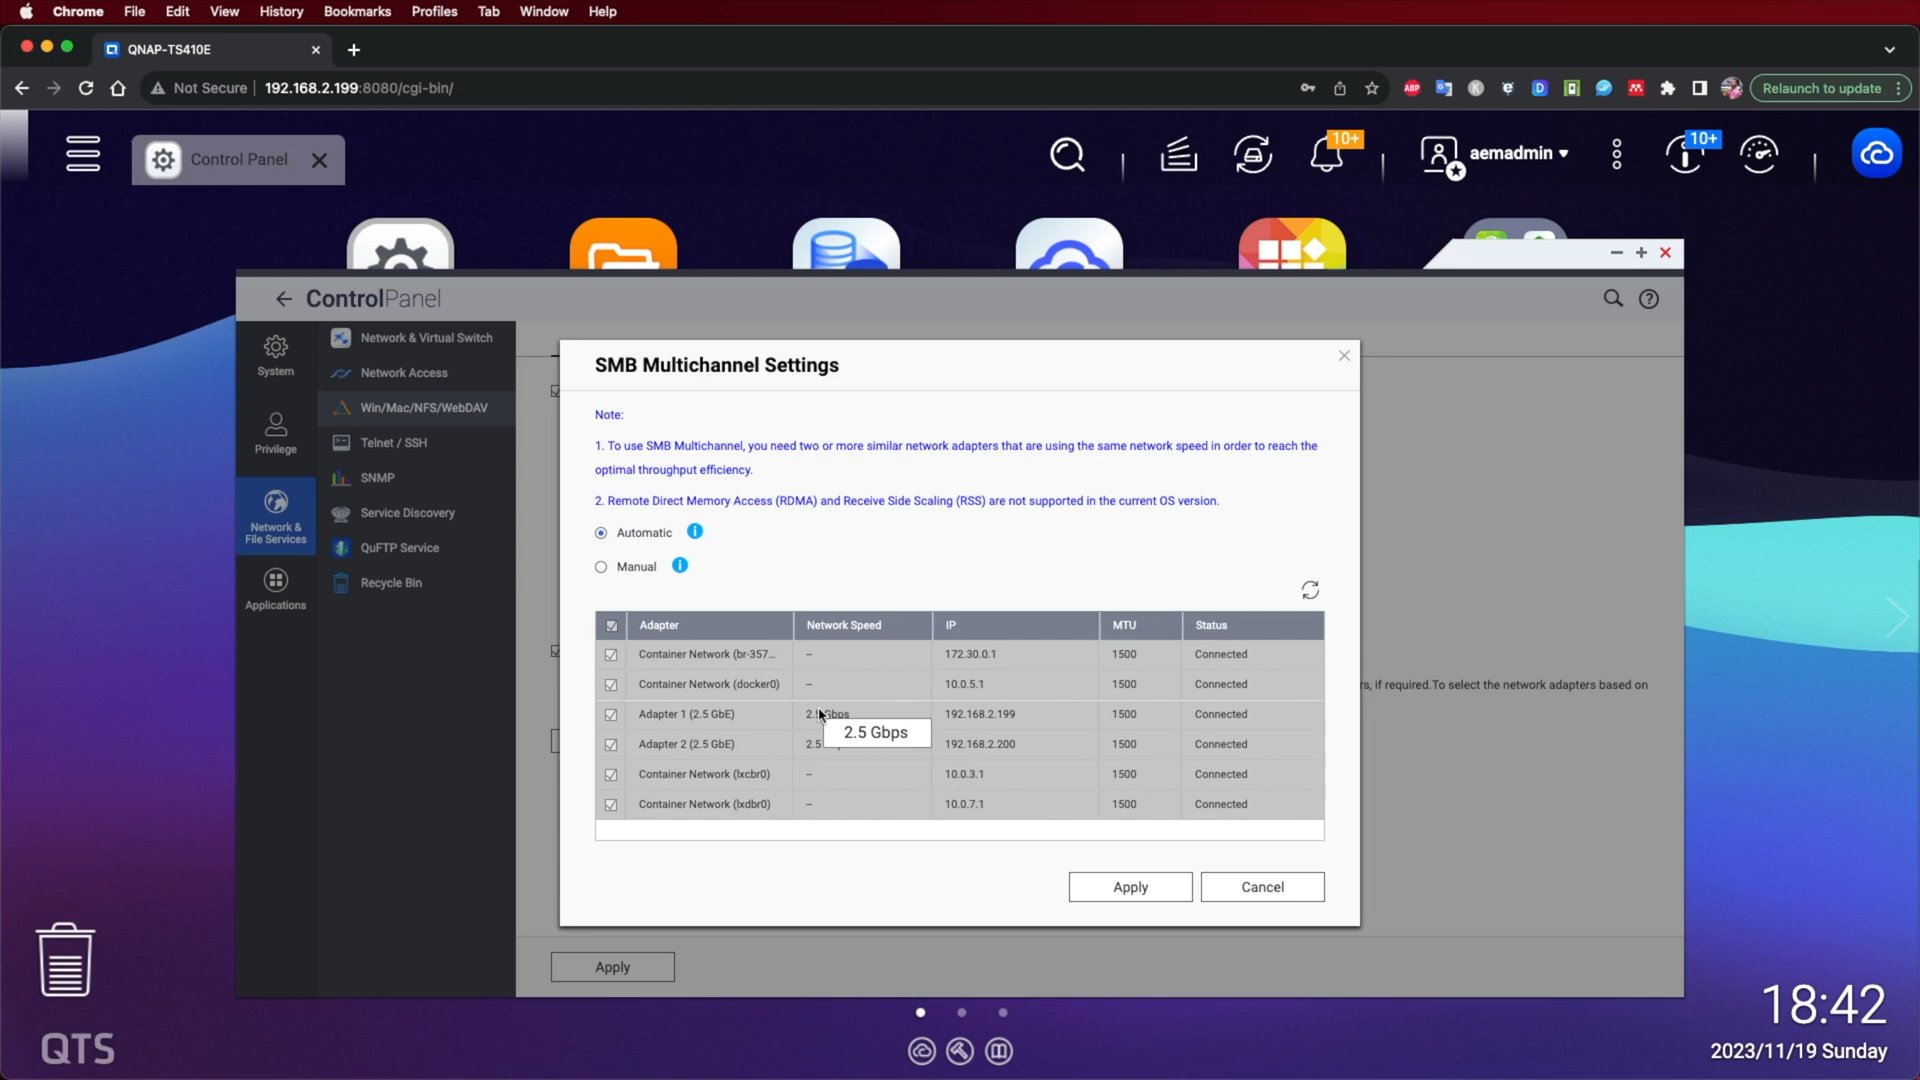 Chrome File Edit View History Bookmarks Profiles Tab Window Help
QNAP-TS410E
Not Secure 192.168.2.199:8080/cgi-bin/
ABP
Relaunch to update
Control Panel
10+
aemadmin
10+
ControlPanel
System
Privilege
Network &
File Services
Applications
Network & Virtual Switch
Network Access
Win/Mac/NFS/WebDAV
Telnet / SSH
SNMP
Service Discovery
QuFTP Service
Recycle Bin
SMB Multichannel Settings
Note:
1. To use SMB Multichannel, you need two or more similar network adapters that are using the same network speed in order to reach the
optimal throughput efficiency.
2. Remote Direct Memory Access (RDMA) and Receive Side Scaling (RSS) are not supported in the current OS version.
Automatic
Manual
Adapter Network Speed IP MTU Status
Container Network (br-357... -- 172.30.0.1 1500 Connected
Container Network (docker0) -- 10.0.5.1 1500 Connected
Adapter 1 (2.5 GbE) 2.5 Gbps 192.168.2.199 1500 Connected
2.5 Gbps
Adapter 2 (2.5 GbE) 2.5 192.168.2.200 1500 Connected
Container Network (lxcbr0) -- 10.0.3.1 1500 Connected
Container Network (lxdbr0) -- 10.0.7.1 1500 Connected
Apply Cancel
rs, if required.To select the network adapters based on
Apply
QTS
18:42
2023/11/19 Sunday